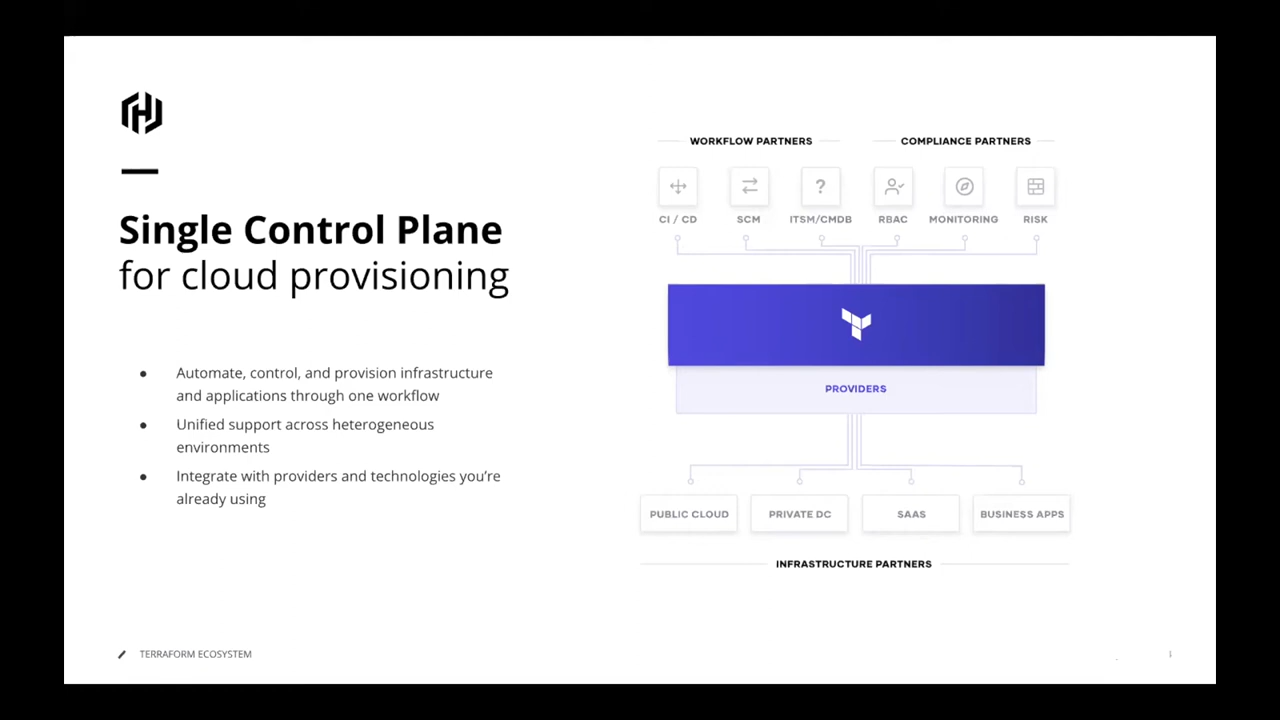 Single Control Plane
for cloud provisioning
● Automate, control, and provision infrastructure
and applications through one workflow
● Unified support across heterogeneous
environments
● Integrate with providers and technologies you’re
already using
WORKFLOW PARTNERS
COMPLIANCE PARTNERS
CI / CD
SCM
?
ITSM/CMDB
RBAC
MONITORING
RISK
PROVIDERS
PUBLIC CLOUD
PRIVATE DC
SAAS
BUSINESS APPS
INFRASTRUCTURE PARTNERS
TERRAFORM ECOSYSTEM